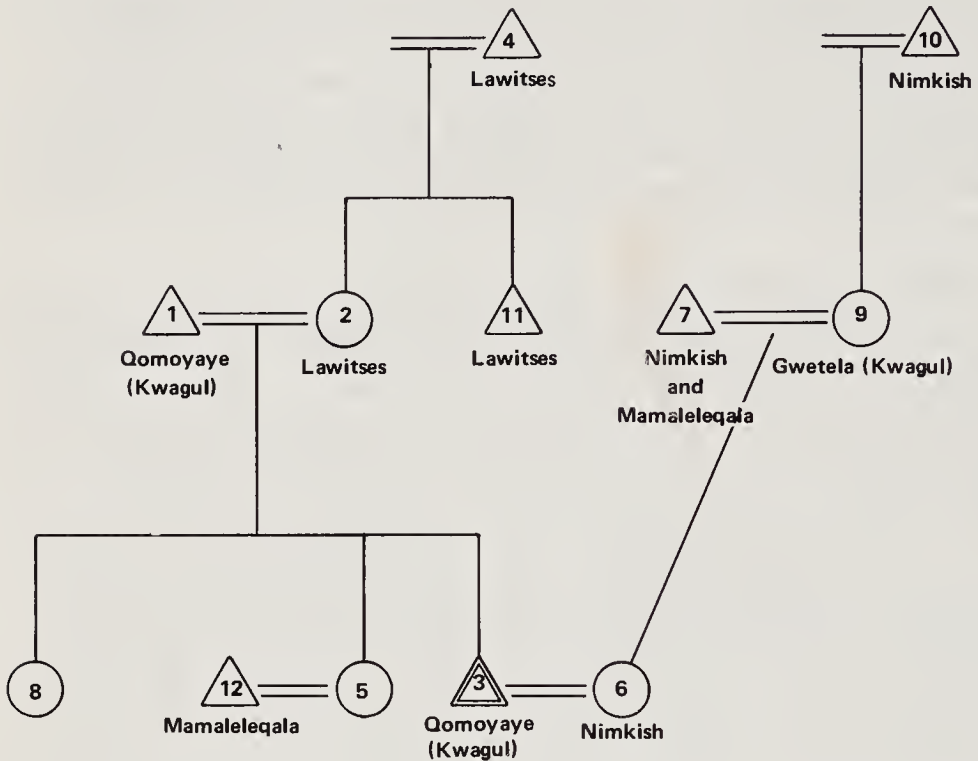 4
10
Lawitses
Nimkish
1
2
11
7
9
Qomoyaye
(Kwagul)
Lawitses
Lawitses
Nimkish
and
Mamaleleqala
Gwetela (Kwagul)
8
12
5
3
6
Mamaleleqala
Qomoyaye
(Kwagul)
Nimkish